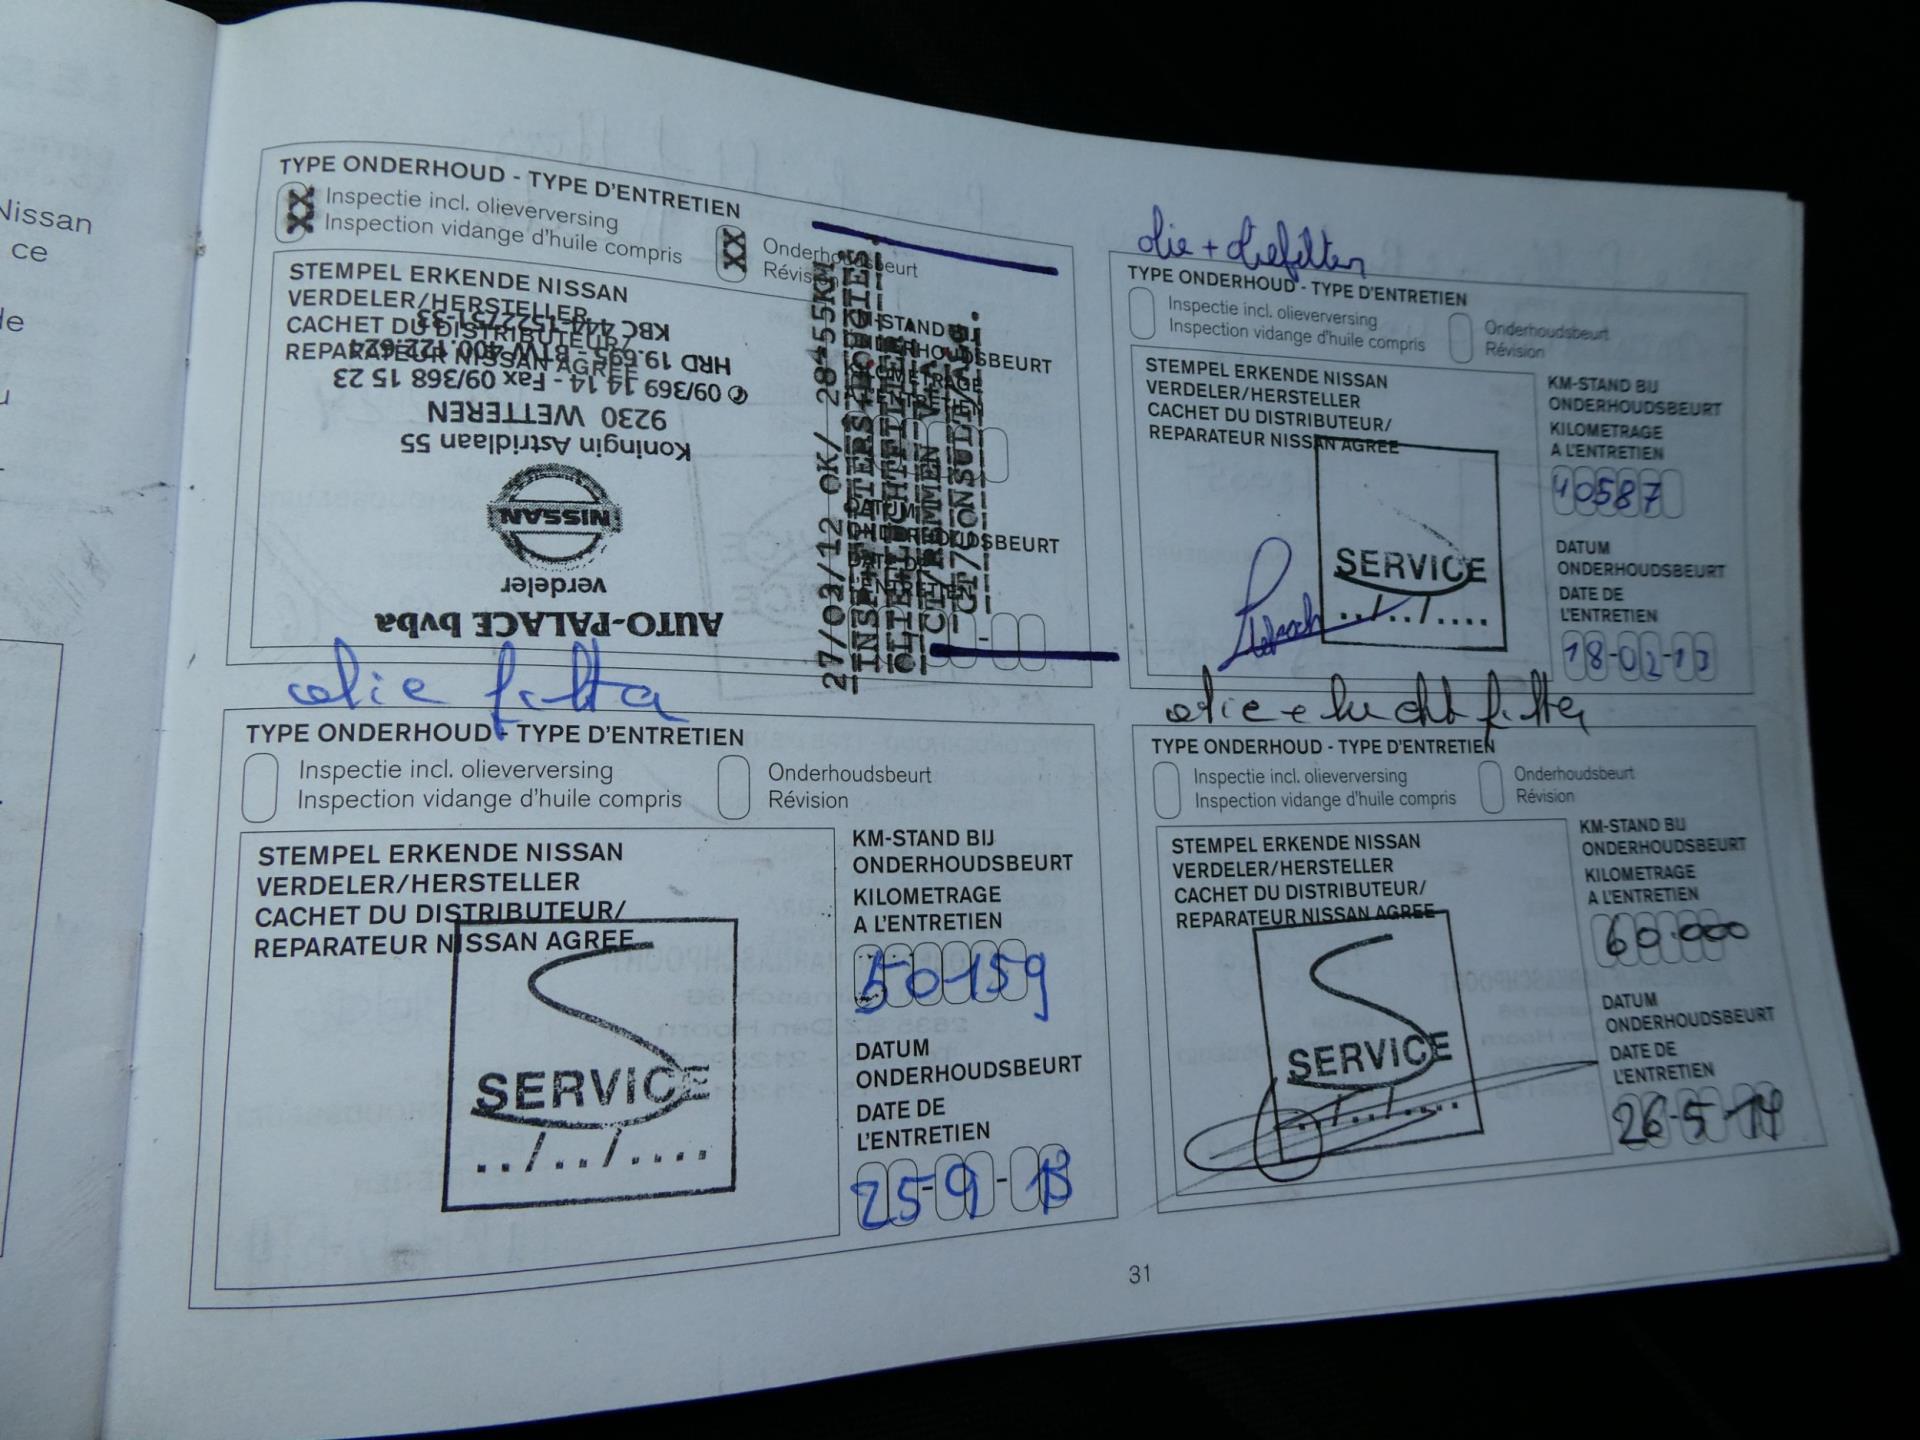 Nissan
ce
TYPE ONDERHOUD - TYPE D'ENTRETIEN
XX Inspectie incl. olieverversing
Inspection vidange d'huile compris
XX Onderhoudsbeurt
Révision
STEMPEL ERKENDE NISSAN
VERDELER/HERSTELLER
CACHET DU DISTRIBUTEUR/
REPARATEUR NISSAN AGREE
AUTO-PALACE bvba
verdeler
NISSAN
Koningin Astridlaan 55
9230 WETTEREN
✆ 09/369 14 14 - Fax 09/368 15 23
HRD 19.695 - BTW 400.122.624
KBC 444-1522731-33
27/02/12 OK/ 28455KM
KM-STAND BIJ
ONDERHOUDSBEURT
KILOMETRAGE
A L'ENTRETIEN
DATUM
ONDERHOUDSBEURT
DATE DE
L'ENTRETIEN
olie + oliefilter
TYPE ONDERHOUD - TYPE D'ENTRETIEN
Inspectie incl. olieverversing
Inspection vidange d'huile compris
Onderhoudsbeurt
Révision
STEMPEL ERKENDE NISSAN
VERDELER/HERSTELLER
CACHET DU DISTRIBUTEUR/
REPARATEUR NISSAN AGREE
SERVICE
../../....
KM-STAND BIJ
ONDERHOUDSBEURT
KILOMETRAGE
A L'ENTRETIEN
40587
DATUM
ONDERHOUDSBEURT
DATE DE
L'ENTRETIEN
18-02-13
olie filter
TYPE ONDERHOUD - TYPE D'ENTRETIEN
Inspectie incl. olieverversing
Inspection vidange d'huile compris
Onderhoudsbeurt
Révision
STEMPEL ERKENDE NISSAN
VERDELER/HERSTELLER
CACHET DU DISTRIBUTEUR/
REPARATEUR NISSAN AGREE
SERVICE
../../....
KM-STAND BIJ
ONDERHOUDSBEURT
KILOMETRAGE
A L'ENTRETIEN
50159
DATUM
ONDERHOUDSBEURT
DATE DE
L'ENTRETIEN
25-9-13
olie + lucht filter
TYPE ONDERHOUD - TYPE D'ENTRETIEN
Inspectie incl. olieverversing
Inspection vidange d'huile compris
Onderhoudsbeurt
Révision
STEMPEL ERKENDE NISSAN
VERDELER/HERSTELLER
CACHET DU DISTRIBUTEUR/
REPARATEUR NISSAN AGREE
SERVICE
../../....
KM-STAND BIJ
ONDERHOUDSBEURT
KILOMETRAGE
A L'ENTRETIEN
60.000
DATUM
ONDERHOUDSBEURT
DATE DE
L'ENTRETIEN
26-5-14
31